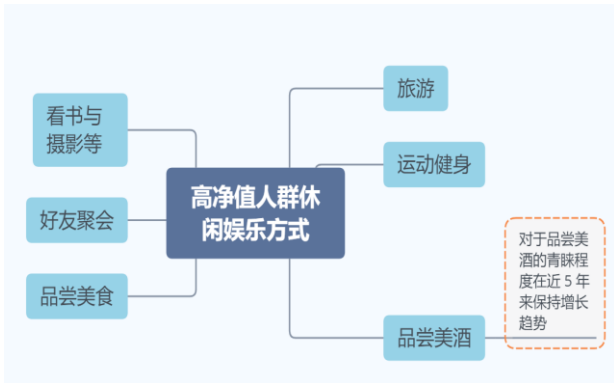 高净值人群休
闲娱乐方式
看书与
摄影等
好友聚会
品尝美食
旅游
运动健身
品尝美酒
对于品尝美
酒的青睐程
度在近 5 年
来保持增长
趋势